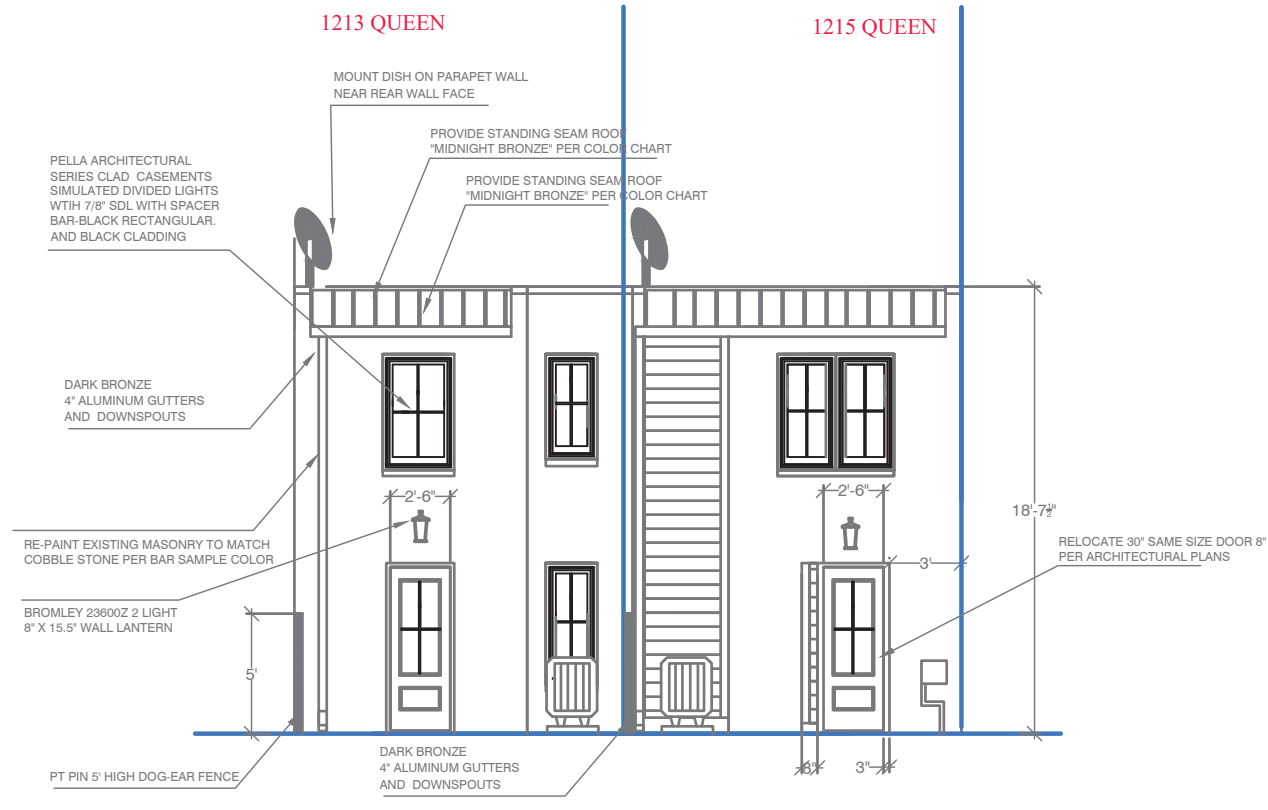 1213 QUEEN
1215 QUEEN
MOUNT DISH ON PARAPET WALL
NEAR REAR WALL FACE
PROVIDE STANDING SEAM ROOF
"MIDNIGHT BRONZE" PER COLOR CHART
PROVIDE STANDING SEAM ROOF
"MIDNIGHT BRONZE" PER COLOR CHART
PELLA ARCHITECTURAL
SERIES CLAD CASEMENTS
SIMULATED DIVIDED LIGHTS
WTIH 7/8" SDL WITH SPACER
BAR-BLACK RECTANGULAR.
AND BLACK CLADDING
DARK BRONZE
4" ALUMINUM GUTTERS
AND DOWNSPOUTS
2'-6"
2'-6"
18'-7½"
RE-PAINT EXISTING MASONRY TO MATCH
COBBLE STONE PER BAR SAMPLE COLOR
RELOCATE 30" SAME SIZE DOOR 8"
PER ARCHITECTURAL PLANS
3'
BROMLEY 23600Z 2 LIGHT
8" X 15.5" WALL LANTERN
5'
PT PIN 5' HIGH DOG-EAR FENCE
DARK BRONZE
4" ALUMINUM GUTTERS
AND DOWNSPOUTS
8"
3"